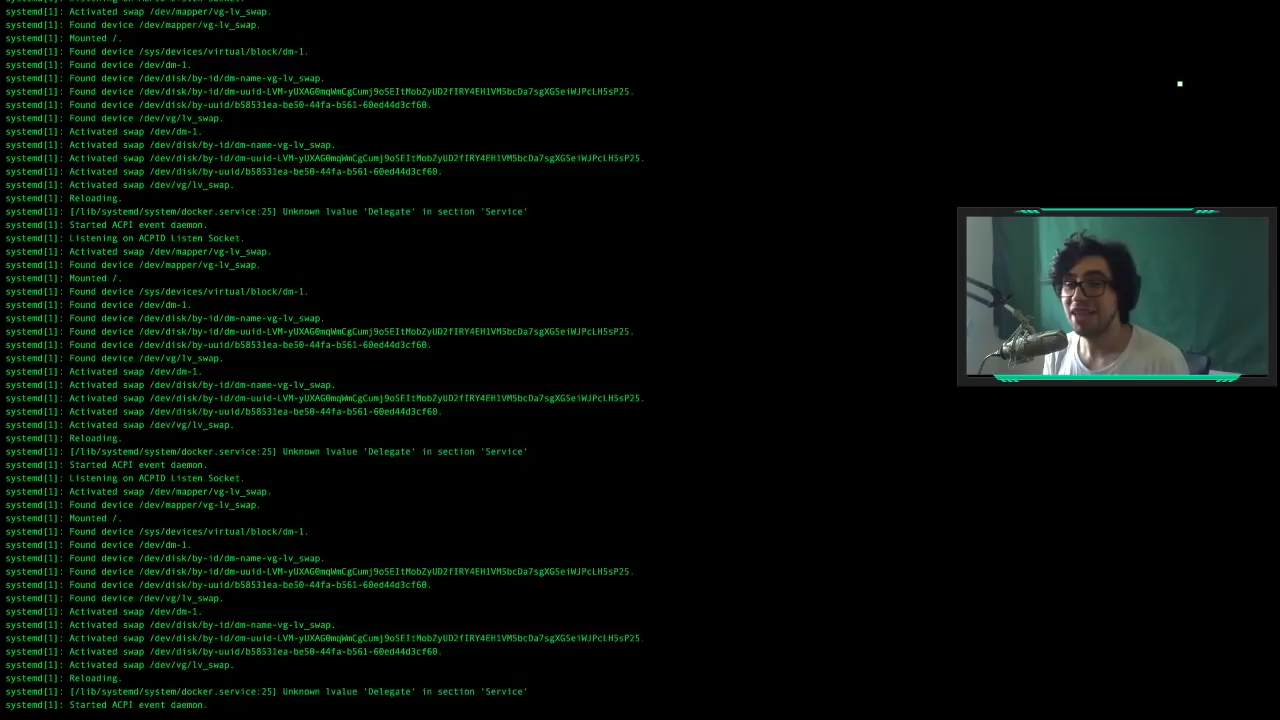 systemd[1]: Activated swap /dev/mapper/vg-lv_swap.
systemd[1]: Found device /dev/mapper/vg-lv_swap.
systemd[1]: Mounted /.
systemd[1]: Found device /sys/devices/virtual/block/dm-1.
systemd[1]: Found device /dev/dm-1.
systemd[1]: Found device /dev/disk/by-id/dm-name-vg-lv_swap.
systemd[1]: Found device /dev/disk/by-id/dm-uuid-LVM-yUXAG0mqWmCgCumj9oSEItMobZyUD2fIRY4EH1VM5bcDa7sgXGSeiWJPcLH5sP25.
systemd[1]: Found device /dev/disk/by-uuid/b58531ea-be50-44fa-b561-60ed44d3cf60.
systemd[1]: Found device /dev/vg/lv_swap.
systemd[1]: Activated swap /dev/dm-1.
systemd[1]: Activated swap /dev/disk/by-id/dm-name-vg-lv_swap.
systemd[1]: Activated swap /dev/disk/by-id/dm-uuid-LVM-yUXAG0mqWmCgCumj9oSEItMobZyUD2fIRY4EH1VM5bcDa7sgXGSeiWJPcLH5sP25.
systemd[1]: Activated swap /dev/disk/by-uuid/b58531ea-be50-44fa-b561-60ed44d3cf60.
systemd[1]: Activated swap /dev/vg/lv_swap.
systemd[1]: Reloading.
systemd[1]: [/lib/systemd/system/docker.service:25] Unknown lvalue 'Delegate' in section 'Service'
systemd[1]: Started ACPI event daemon.
systemd[1]: Listening on ACPID Listen Socket.
systemd[1]: Activated swap /dev/mapper/vg-lv_swap.
systemd[1]: Found device /dev/mapper/vg-lv_swap.
systemd[1]: Mounted /.
systemd[1]: Found device /sys/devices/virtual/block/dm-1.
systemd[1]: Found device /dev/dm-1.
systemd[1]: Found device /dev/disk/by-id/dm-name-vg-lv_swap.
systemd[1]: Found device /dev/disk/by-id/dm-uuid-LVM-yUXAG0mqWmCgCumj9oSEItMobZyUD2fIRY4EH1VM5bcDa7sgXGSeiWJPcLH5sP25.
systemd[1]: Found device /dev/disk/by-uuid/b58531ea-be50-44fa-b561-60ed44d3cf60.
systemd[1]: Found device /dev/vg/lv_swap.
systemd[1]: Activated swap /dev/dm-1.
systemd[1]: Activated swap /dev/disk/by-id/dm-name-vg-lv_swap.
systemd[1]: Activated swap /dev/disk/by-id/dm-uuid-LVM-yUXAG0mqWmCgCumj9oSEItMobZyUD2fIRY4EH1VM5bcDa7sgXGSeiWJPcLH5sP25.
systemd[1]: Activated swap /dev/disk/by-uuid/b58531ea-be50-44fa-b561-60ed44d3cf60.
systemd[1]: Activated swap /dev/vg/lv_swap.
systemd[1]: Reloading.
systemd[1]: [/lib/systemd/system/docker.service:25] Unknown lvalue 'Delegate' in section 'Service'
systemd[1]: Started ACPI event daemon.
systemd[1]: Listening on ACPID Listen Socket.
systemd[1]: Activated swap /dev/mapper/vg-lv_swap.
systemd[1]: Found device /dev/mapper/vg-lv_swap.
systemd[1]: Mounted /.
systemd[1]: Found device /sys/devices/virtual/block/dm-1.
systemd[1]: Found device /dev/dm-1.
systemd[1]: Found device /dev/disk/by-id/dm-name-vg-lv_swap.
systemd[1]: Found device /dev/disk/by-id/dm-uuid-LVM-yUXAG0mqWmCgCumj9oSEItMobZyUD2fIRY4EH1VM5bcDa7sgXGSeiWJPcLH5sP25.
systemd[1]: Found device /dev/disk/by-uuid/b58531ea-be50-44fa-b561-60ed44d3cf60.
systemd[1]: Found device /dev/vg/lv_swap.
systemd[1]: Activated swap /dev/dm-1.
systemd[1]: Activated swap /dev/disk/by-id/dm-name-vg-lv_swap.
systemd[1]: Activated swap /dev/disk/by-id/dm-uuid-LVM-yUXAG0mqWmCgCumj9oSEItMobZyUD2fIRY4EH1VM5bcDa7sgXGSeiWJPcLH5sP25.
systemd[1]: Activated swap /dev/disk/by-uuid/b58531ea-be50-44fa-b561-60ed44d3cf60.
systemd[1]: Activated swap /dev/vg/lv_swap.
systemd[1]: Reloading.
systemd[1]: [/lib/systemd/system/docker.service:25] Unknown lvalue 'Delegate' in section 'Service'
systemd[1]: Started ACPI event daemon.